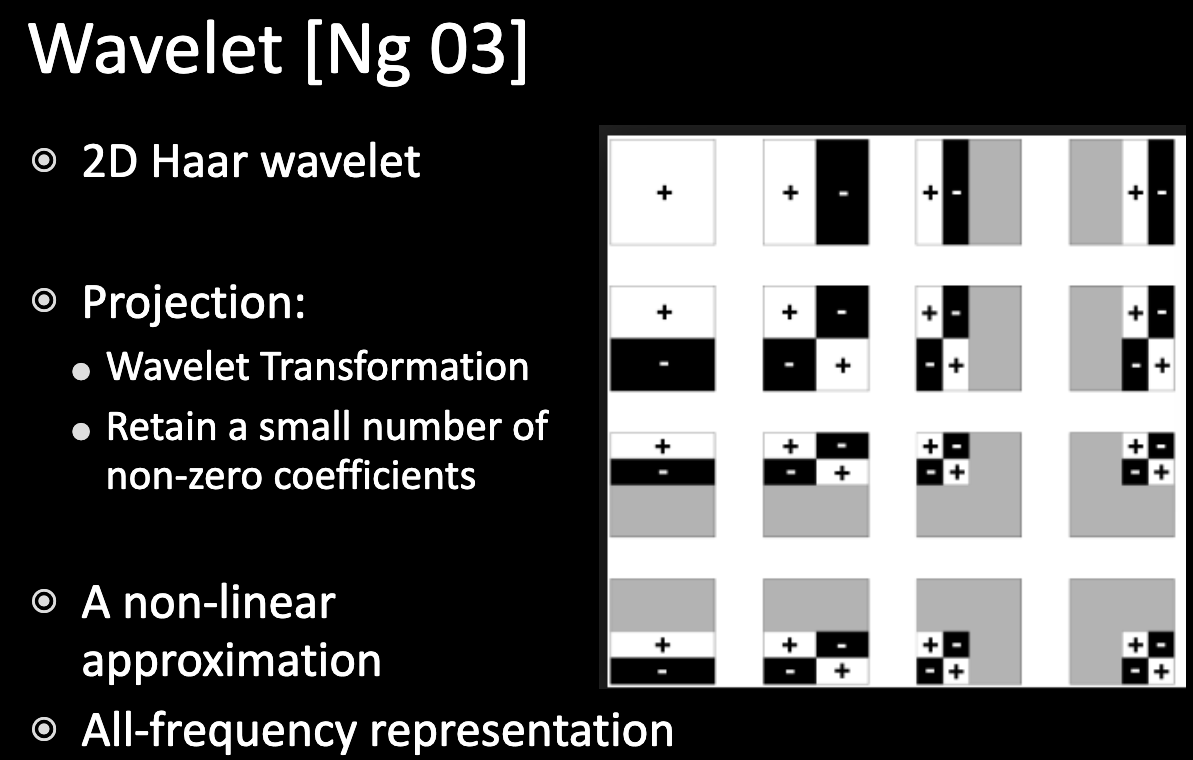 Wavelet [Ng 03]
2D Haar wavelet
Projection:
Wavelet Transformation
Retain a small number of
non-zero coefficients
A non-linear
approximation
All-frequency representation
+ + - + - + -
+ + - + - + -
- - + - + - +
+ + - + - + -
- - + - + - +
+ + - + - + -
- - + - + - +